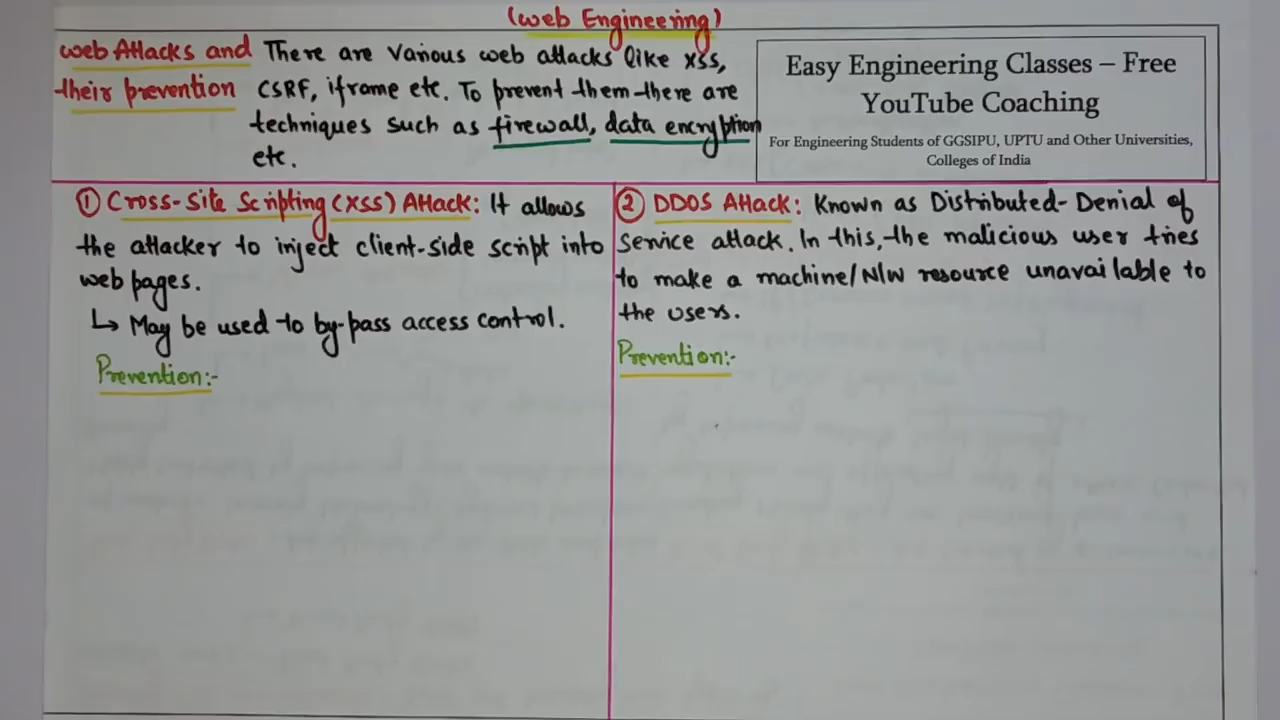 (Web Engineering)
Web Attacks and
their prevention
There are various web attacks like XSS,
CSRF, iframe etc. To prevent them there are
techniques such as firewall, data encryption
etc.
Easy Engineering Classes – Free
YouTube Coaching
For Engineering Students of GGSIPU, UPTU and Other Universities,
Colleges of India
① Cross-Site Scripting (XSS) Attack: It allows
the attacker to inject client-side script into
web pages.
↳ May be used to by-pass access control.
Prevention:-
② DDOS Attack: Known as Distributed-Denial of
Service attack. In this, the malicious user tries
to make a machine/N/W resource unavailable to
the users.
Prevention:-